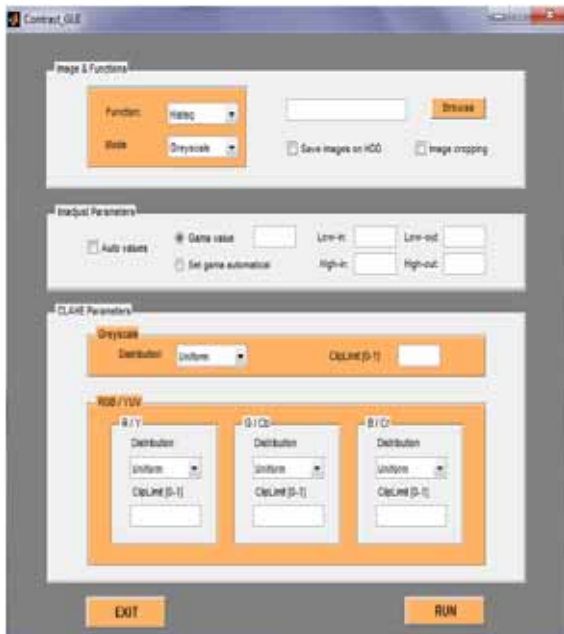 Contrast_GUI
Image & Functions
Function:
Histeq
Browse
Mode
Greyscale
Save images on HDD
Image cropping
Imadjust Parameters
Auto values
Gama value
Low-in:
Low-out:
Set gama automatical
High-in:
High-out:
CLAHE Parameters
Greyscale
Distribution
Uniform
ClipLimit [0-1]
RGB / YUV
R / Y
G / Cb
B / Cr
Distribution
Distribution
Distribution
Uniform
Uniform
Uniform
ClipLimit [0-1]
ClipLimit [0-1]
ClipLimit [0-1]
EXIT
RUN